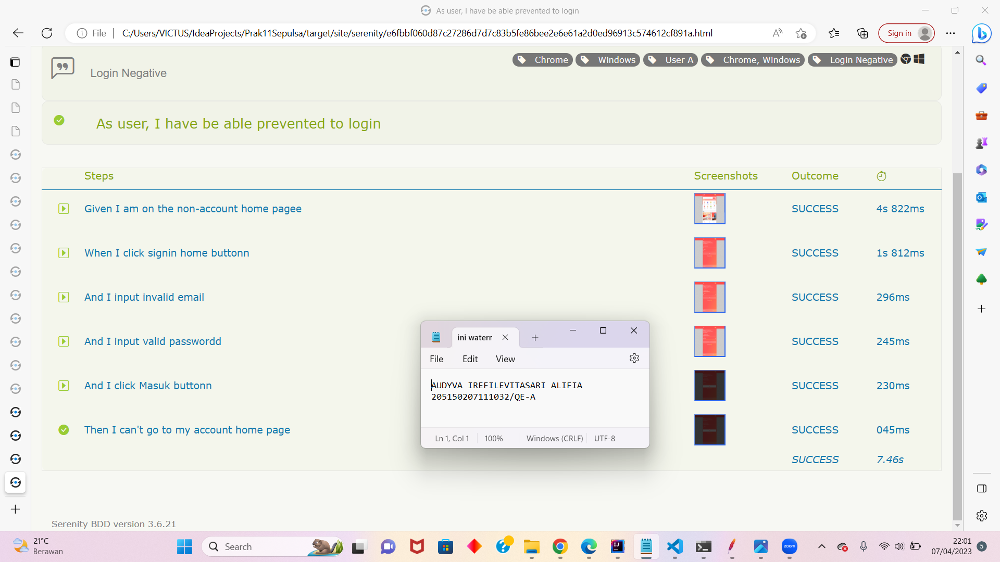 As user, I have be able prevented to login
File
C:/Users/VICTUS/IdeaProjects/Prak11Sepulsa/target/site/serenity/e6fbbf060d87c27286d7d7c83b5fe86bee2e6e61a2d0ed96913c574612cf891a.html
Sign in
Login Negative
Chrome Windows User A Chrome, Windows Login Negative
As user, I have be able prevented to login
Steps Screenshots Outcome
Given I am on the non-account home pagee SUCCESS 4s 822ms
When I click signin home buttonn SUCCESS 1s 812ms
And I input invalid email SUCCESS 296ms
And I input valid passwordd SUCCESS 245ms
And I click Masuk buttonn SUCCESS 230ms
Then I can't go to my account home page SUCCESS 045ms
SUCCESS 7.46s
ini watern
File Edit View
AUDYVA IREFILEVITASARI ALIFIA
205150207111032/QE-A
Ln 1, Col 1 100% Windows (CRLF) UTF-8
Serenity BDD version 3.6.21
21°C
Berawan
Search
zoom
22:01
07/04/2023
5